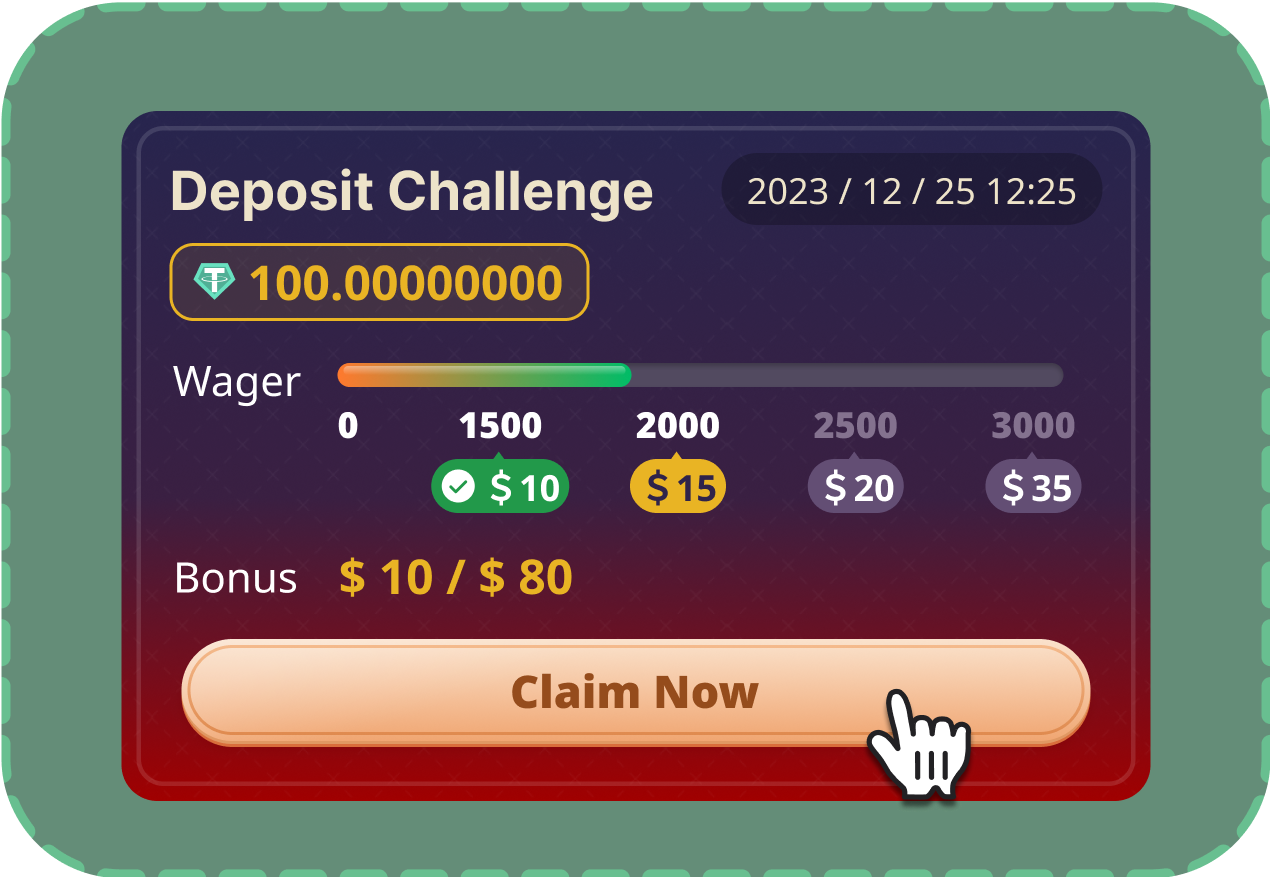 Deposit Challenge 2023 / 12 / 25 12:25
100.00000000
Wager
0 1500 2000 2500 3000
$ 10 $ 15 $ 20 $ 35
Bonus $ 10 / $ 80
Claim Now